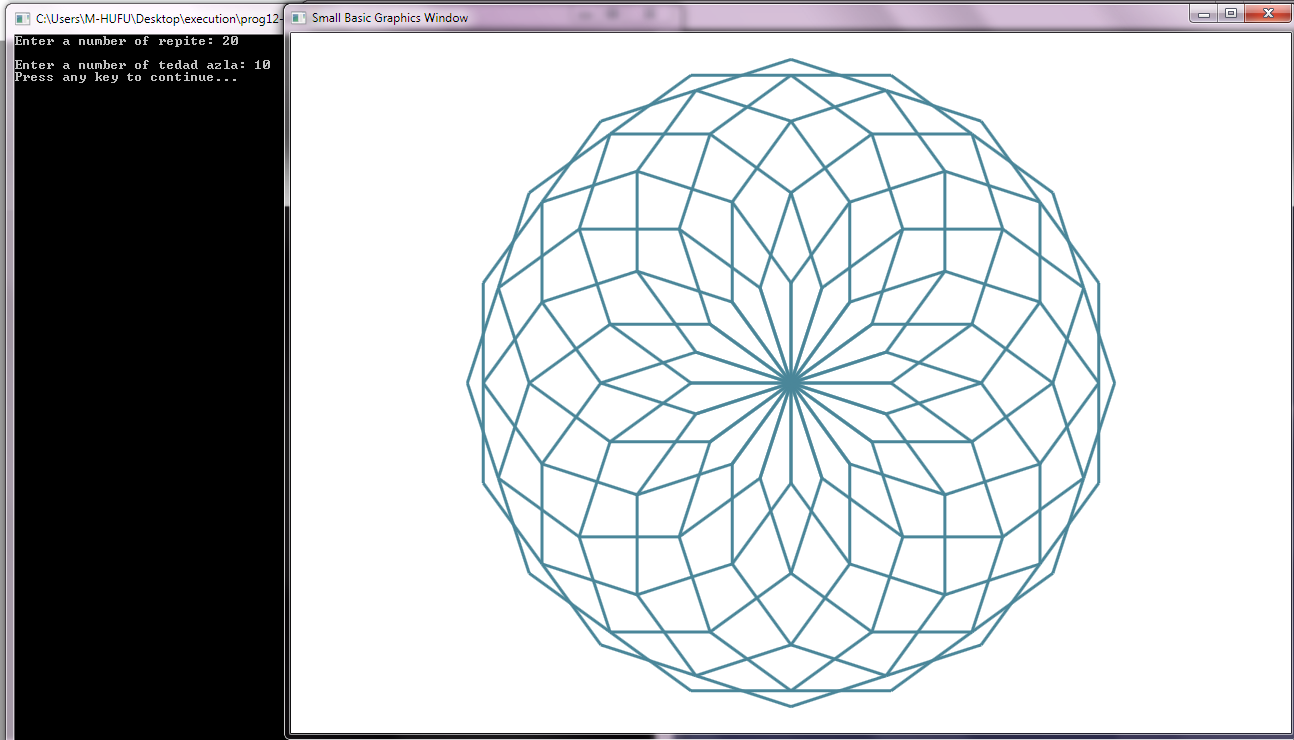 C:\Users\M-HUFU\Desktop\execution\prog12-
Small Basic Graphics Window
Enter a number of repite: 20
Enter a number of tedad azla: 10
Press any key to continue...